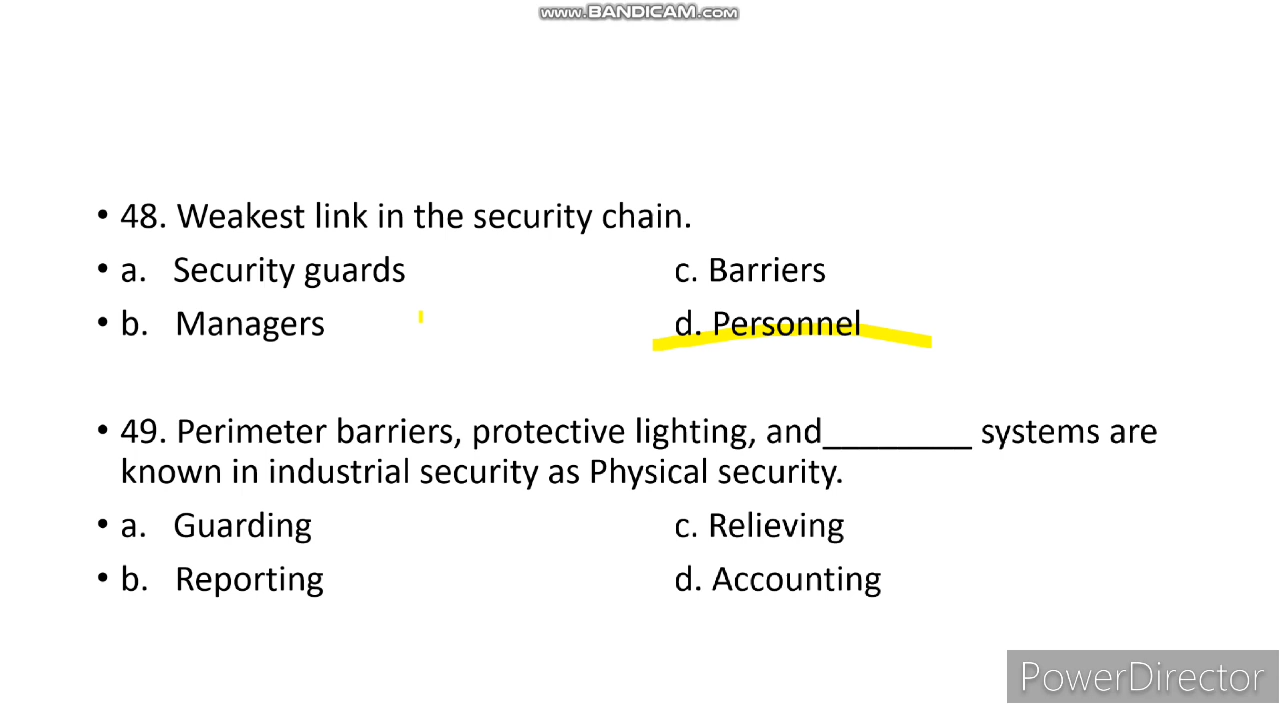 www.BANDICAM.com
• 48. Weakest link in the security chain.
• a. Security guards c. Barriers
• b. Managers d. Personnel
• 49. Perimeter barriers, protective lighting, and_________ systems are
known in industrial security as Physical security.
• a. Guarding c. Relieving
• b. Reporting d. Accounting
PowerDirector